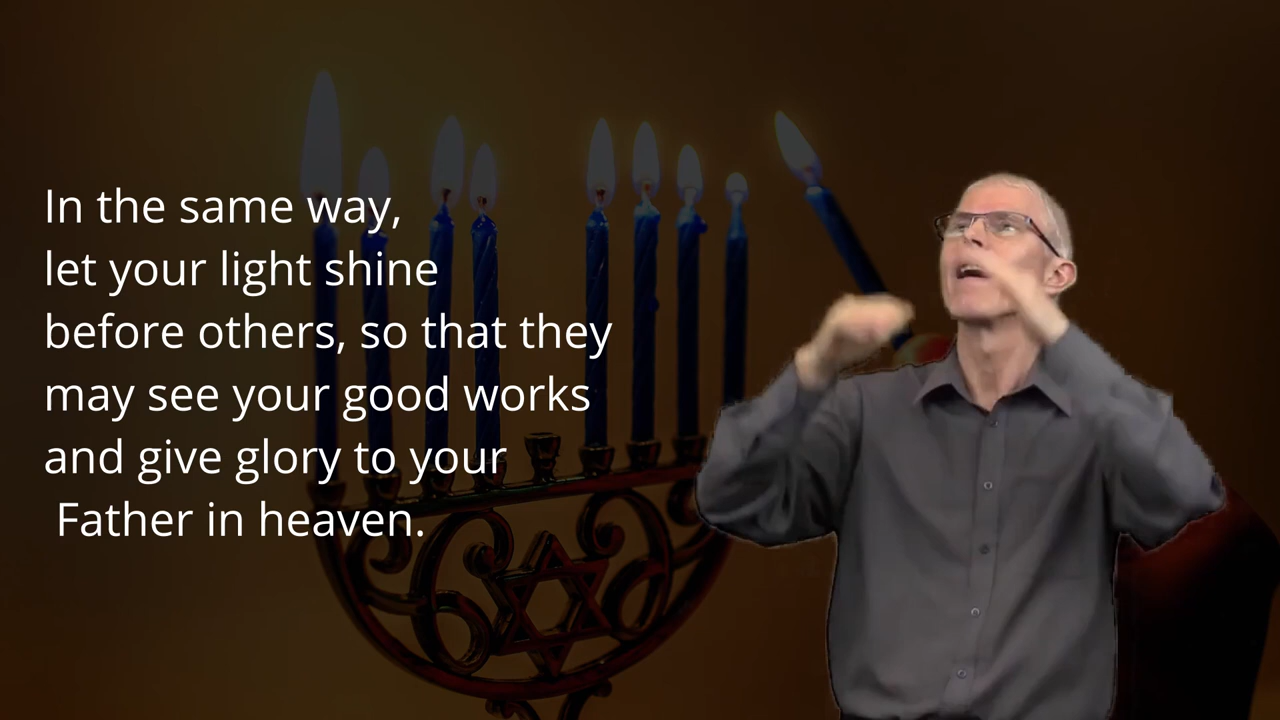 In the same way,
let your light shine
before others, so that they
may see your good works
and give glory to your
Father in heaven.